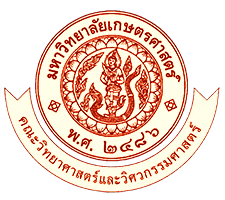 มหาวิทยาลัยเกษตรศาสตร์
พ.ศ. ๒๔๘๖
คณะวิทยาศาสตร์และวิศวกรรมศาสตร์